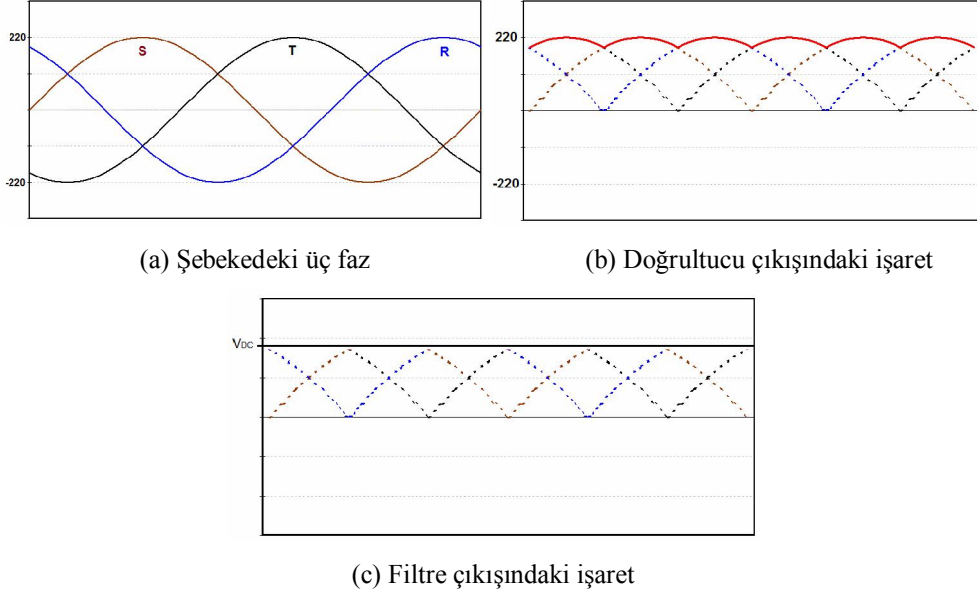 220
S
T
R
-220
220
-220
(a) Şebekedeki üç faz
(b) Doğrultucu çıkışındaki işaret
VDC
(c) Filtre çıkışındaki işaret